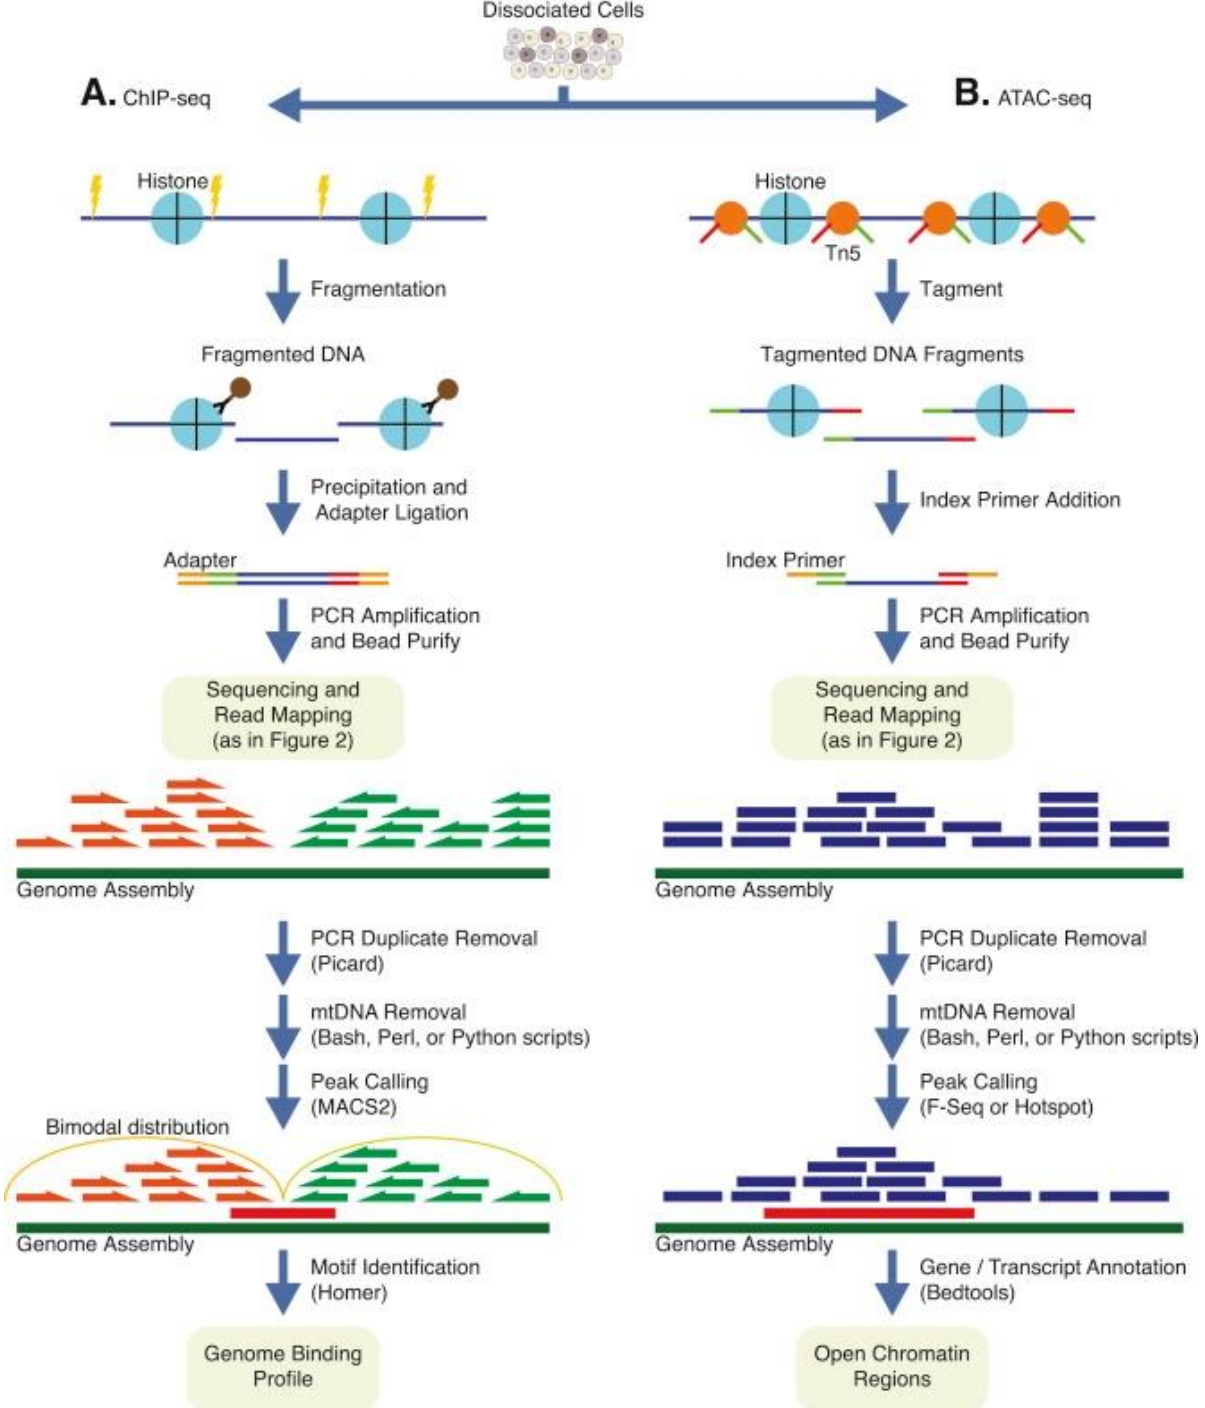 Dissociated Cells
A. ChIP-seq
B. ATAC-seq
Histone
Fragmentation
Fragmented DNA
Precipitation and
Adapter Ligation
Adapter
PCR Amplification
and Bead Purify
Sequencing and
Read Mapping
(as in Figure 2)
Genome Assembly
PCR Duplicate Removal
(Picard)
mtDNA Removal
(Bash, Perl, or Python scripts)
Peak Calling
(MACS2)
Bimodal distribution
Genome Assembly
Motif Identification
(Homer)
Genome Binding
Profile
Histone
Tn5
Tagment
Tagmented DNA Fragments
Index Primer Addition
Index Primer
PCR Amplification
and Bead Purify
Sequencing and
Read Mapping
(as in Figure 2)
Genome Assembly
PCR Duplicate Removal
(Picard)
mtDNA Removal
(Bash, Perl, or Python scripts)
Peak Calling
(F-Seq or Hotspot)
Genome Assembly
Gene / Transcript Annotation
(Bedtools)
Open Chromatin
Regions